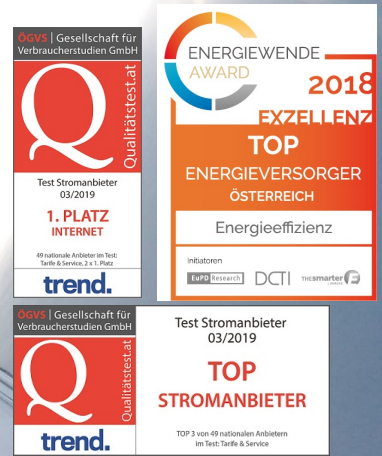 ÖGVS | Gesellschaft für
Verbraucherstudien GmbH
Q
Qualitätstest.at
Test Stromanbieter
03/2019
1. PLATZ
INTERNET
49 nationale Anbieter im Test:
Tarife & Service, 2 x 1. Platz
trend.
ENERGIEWENDE
AWARD
2018
EXZELLENZ
TOP
ENERGIEVERSORGER
ÖSTERREICH
Energieeffizienz
Initiatoren
EuPD Research
DCTI
THE smarter E
ÖGVS | Gesellschaft für
Verbraucherstudien GmbH
Q
Qualitätstest.at
trend.
Test Stromanbieter
03/2019
TOP
STROMANBIETER
TOP 3 von 49 nationalen Anbietern
im Test: Tarife & Service